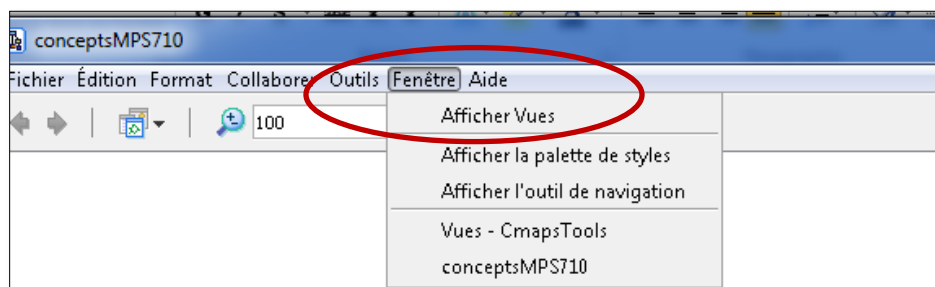 conceptsMPS710
Fichier Édition Format Collaborer Outils Fenêtre Aide
100
Afficher Vues
Afficher la palette de styles
Afficher l'outil de navigation
Vues - CmapsTools
conceptsMPS710